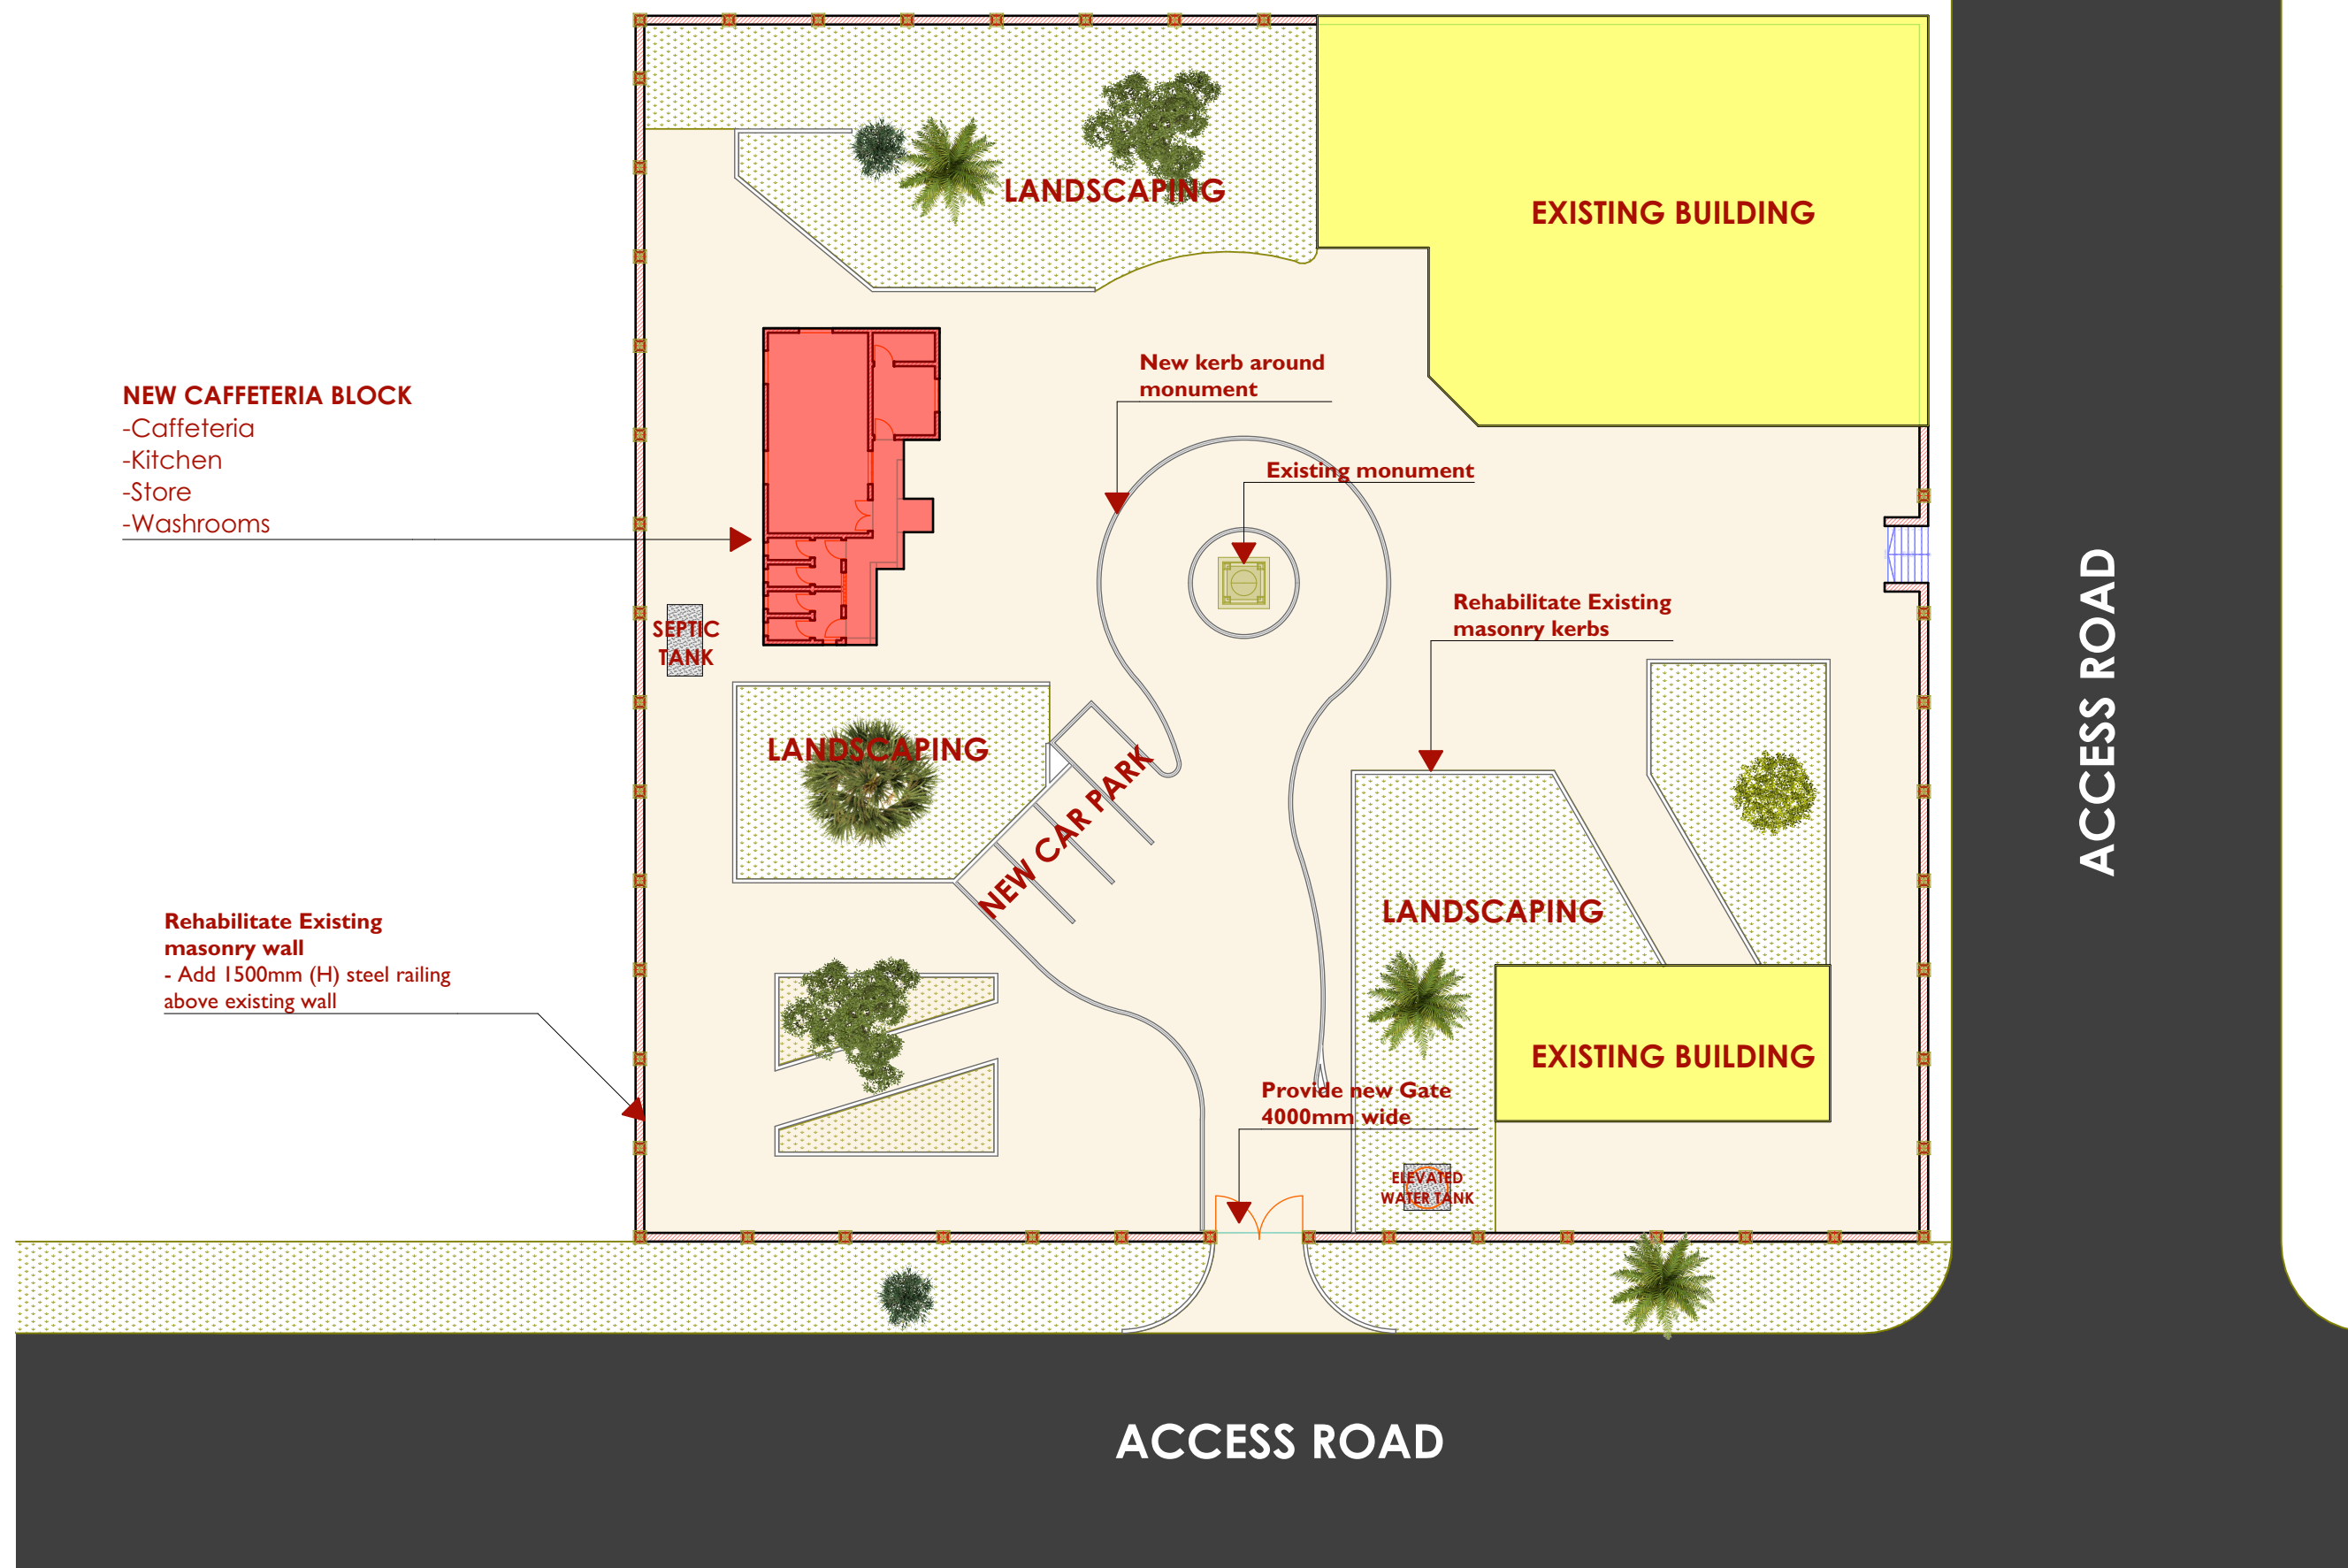 LANDSCAPING
EXISTING BUILDING
NEW CAFFETERIA BLOCK
-Caffeteria
-Kitchen
-Store
-Washrooms
New kerb around
monument
Existing monument
SEPTIC
TANK
Rehabilitate Existing
masonry kerbs
ACCESS ROAD
LANDSCAPING
NEW CAR PARK
LANDSCAPING
Rehabilitate Existing
masonry wall
- Add 1500mm (H) steel railing
above existing wall
EXISTING BUILDING
Provide new Gate
4000mm wide
ELEVATED
WATER TANK
ACCESS ROAD